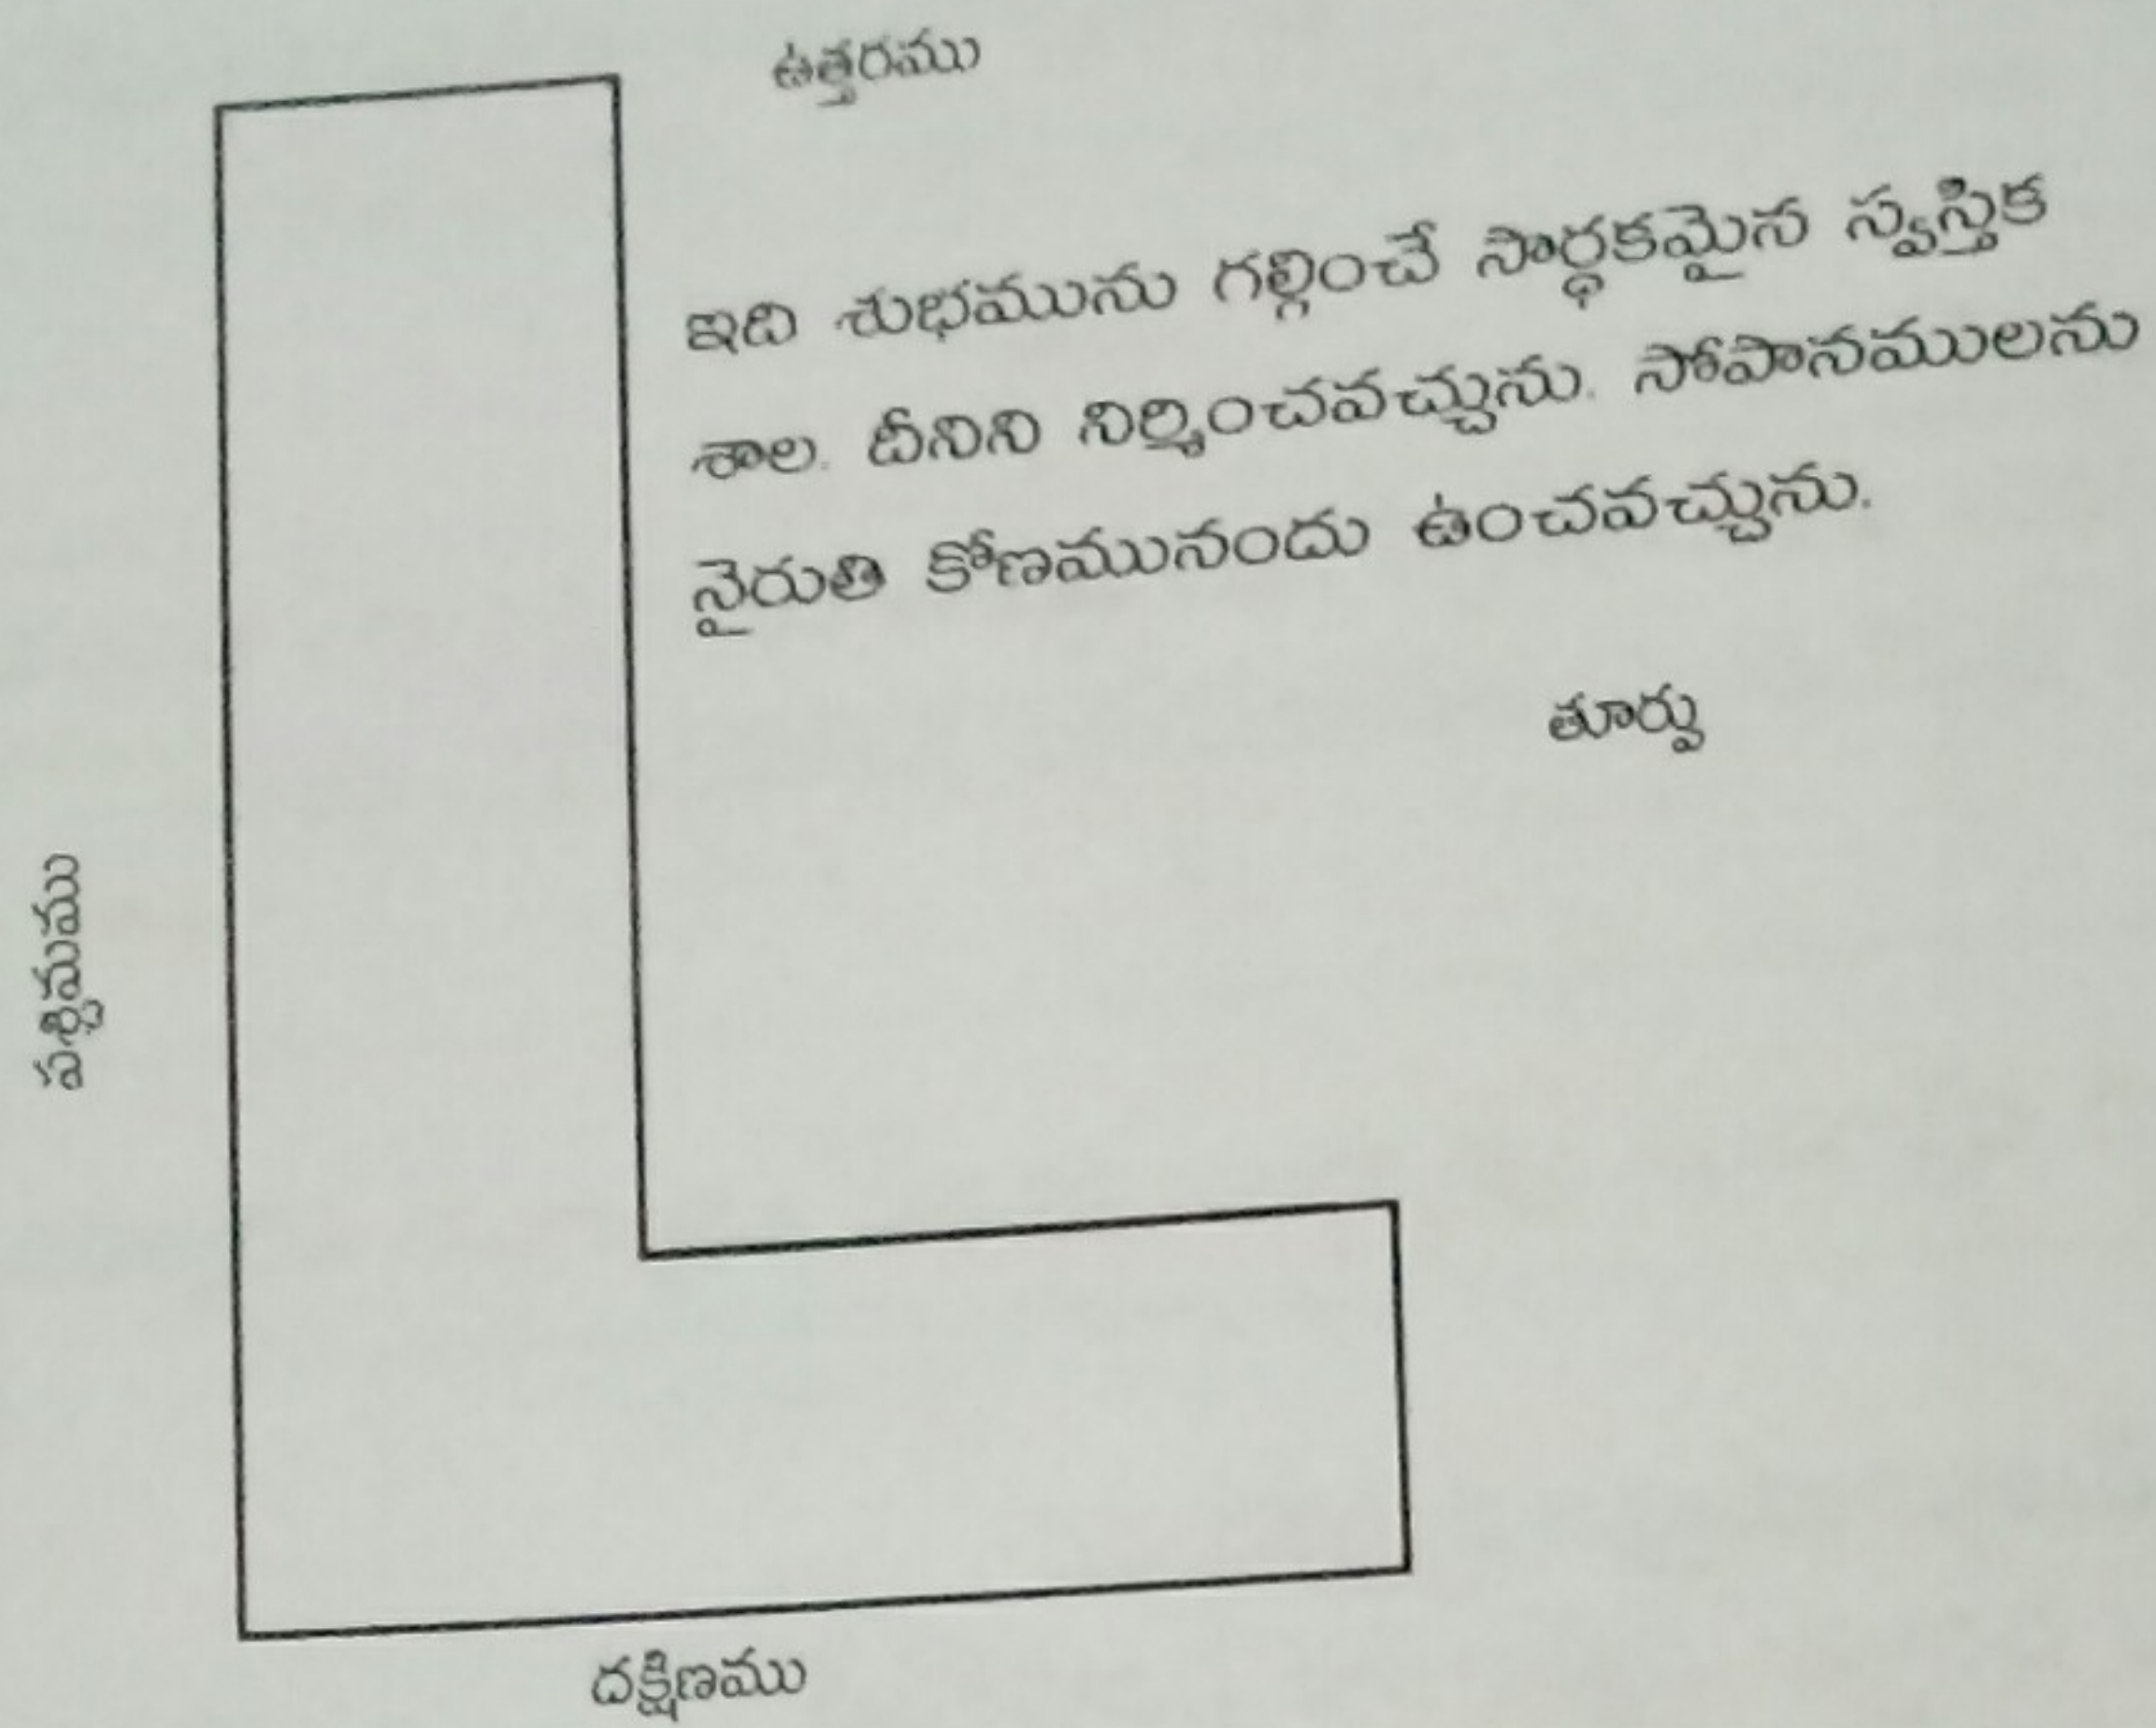 ఉత్తరము
ఇది శుభమును గల్గించే సార్థకమైన స్వస్తిక
శాల. దీనిని నిర్మించవచ్చును. సోపానములను
నైరుతి కోణమునందు ఉంచవచ్చును.
తూర్పు
పశ్చిమము
దక్షిణము